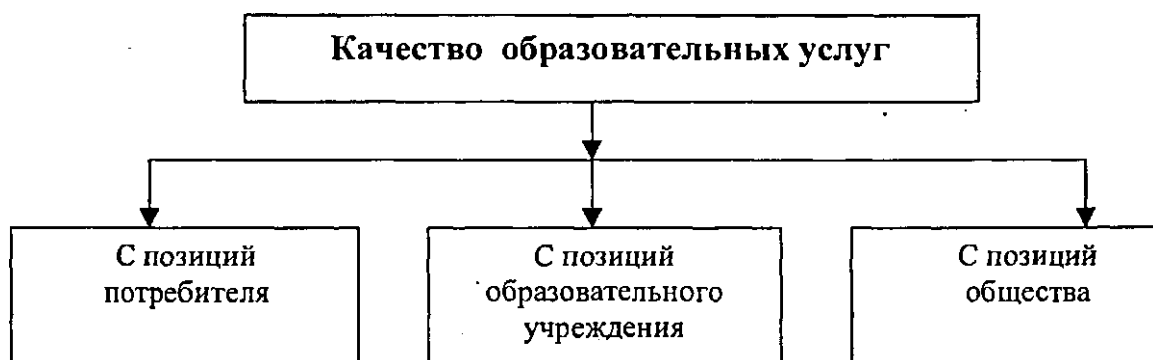 Качество образовательных услуг
С позиций
потребителя
С позиций
образовательного
учреждения
С позиций
общества